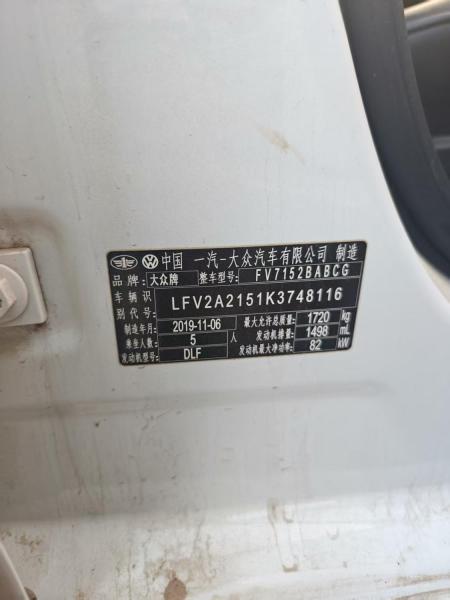 中国 一汽-大众汽车有限公司 制造
品牌: 大众牌 整车型号: FV7152BABCG
车辆识别代号: LFV2A2151K3748116
制造年月: 2019-11-06 最大允许总质量: 1720 kg
乘坐人数: 5 人 发动机排量: 1498 mL
发动机型号: DLF 发动机最大净功率: 82 kW